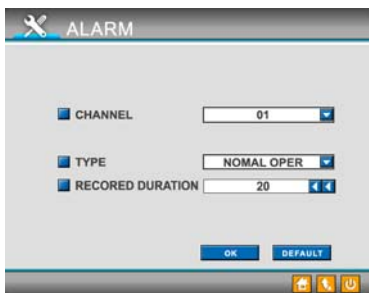 ALARM
CHANNEL 01
TYPE NOMAL OPER
RECORED DURATION 20
OK DEFAULT